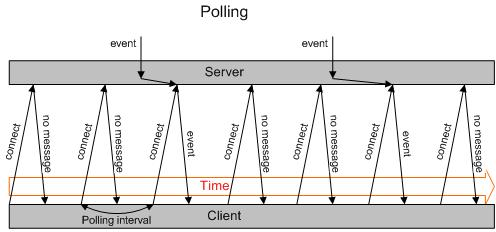 Polling
event
event
Server
connect
no message
connect
no message
connect
event
connect
no message
connect
no message
connect
event
connect
no message
Time
Client
Polling interval